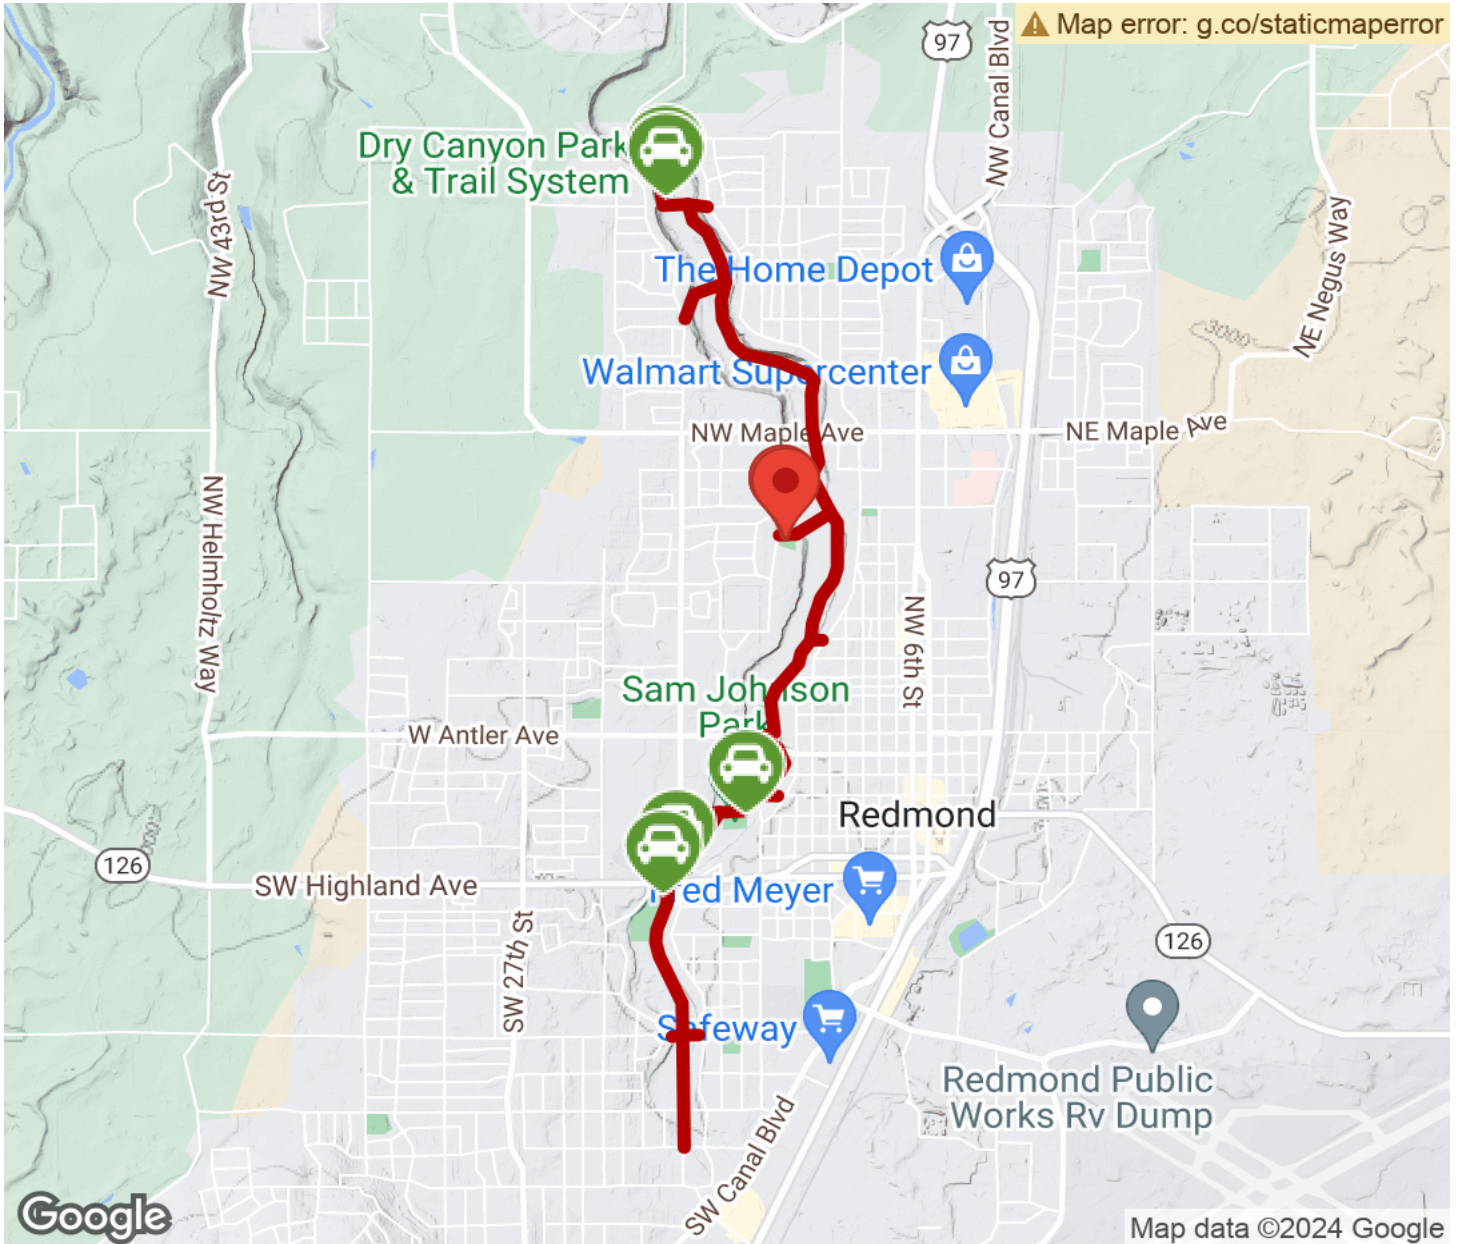 Map error: g.co/staticmaperror
97
NW Canal Blvd
Dry Canyon Park
& Trail System
NW 43rd St
The Home Depot
NE Negus Way
3000
Walmart Supercenter
NW Maple Ave
NE Maple Ave
NW Helmholtz Way
97
NW 6th St
Sam Johnson
Park
W Antler Ave
Redmond
3000
126
SW Highland Ave
Fred Meyer
SW 27th St
126
Safeway
Redmond Public
Works Rv Dump
SW Canal Blvd
Google
Map data ©2024 Google